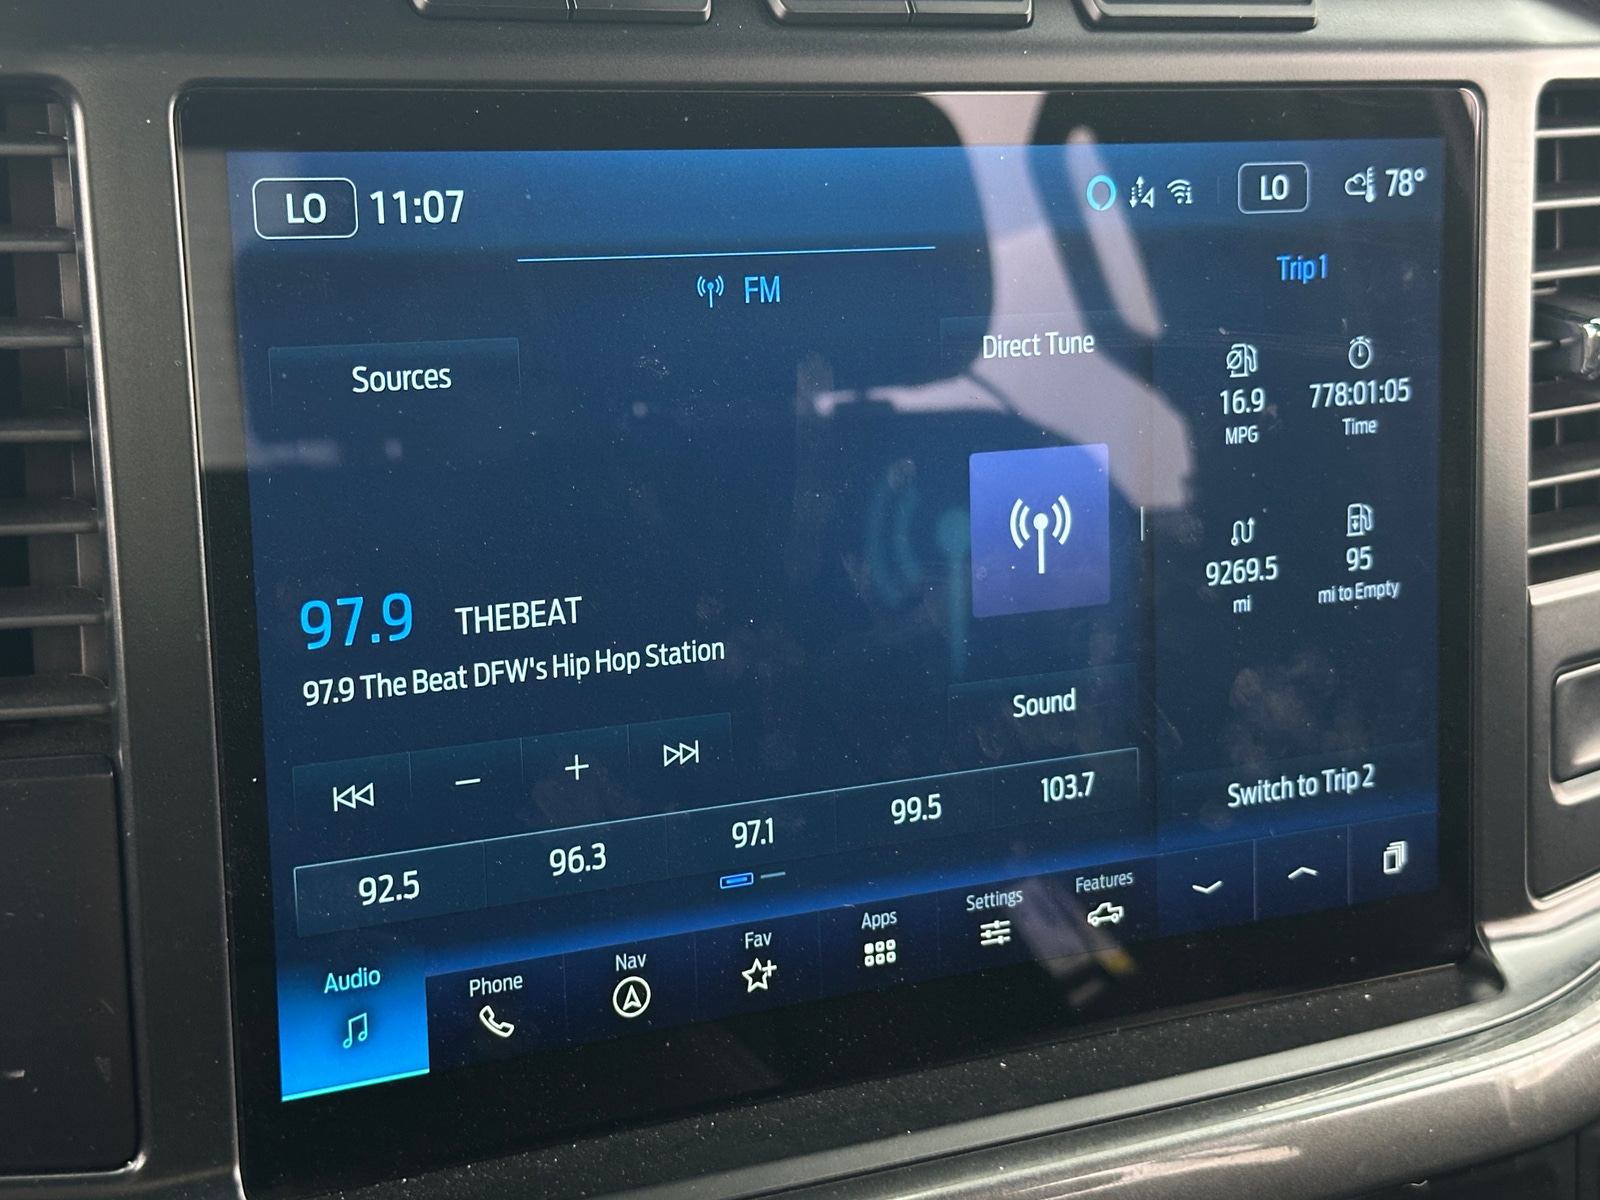 LO 11:07
LO 78°
FM
Trip 1
Sources
Direct Tune
16.9
MPG
778:01:05
Time
9269.5
mi
95
mi to Empty
97.9 THEBEAT
97.9 The Beat DFW's Hip Hop Station
Sound
Switch to Trip 2
92.5 96.3 97.1 99.5 103.7
Audio Phone Nav Fav Apps Settings Features